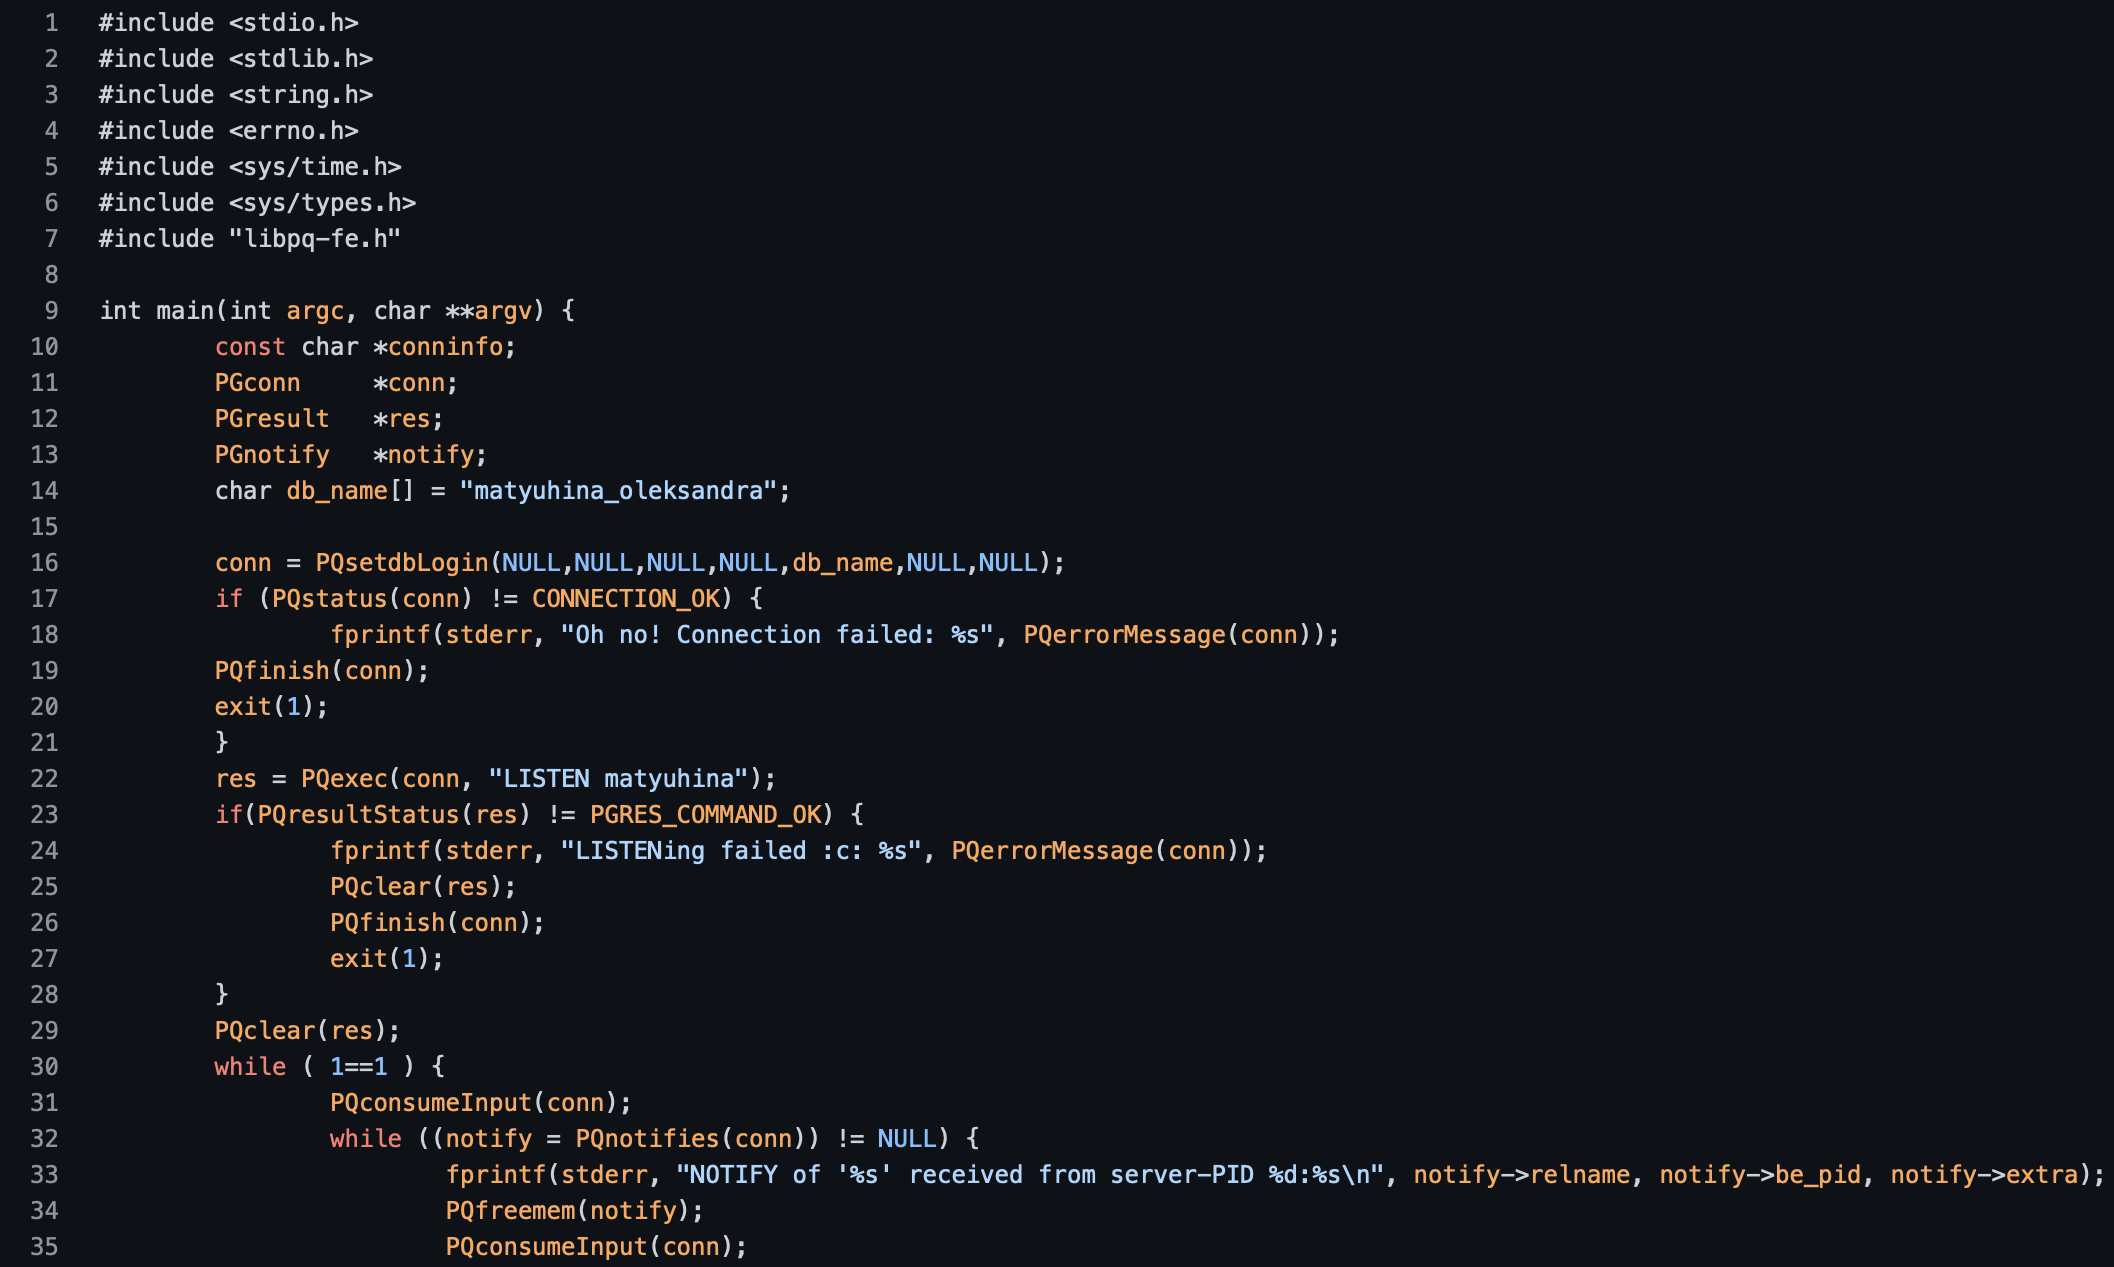 1 #include <stdio.h>
2 #include <stdlib.h>
3 #include <string.h>
4 #include <errno.h>
5 #include <sys/time.h>
6 #include <sys/types.h>
7 #include "libpq-fe.h"
8
9 int main(int argc, char **argv) {
10         const char *conninfo;
11         PGconn     *conn;
12         PGresult   *res;
13         PGnotify   *notify;
14         char db_name[] = "matyuhina_oleksandra";
15
16         conn = PQsetdbLogin(NULL,NULL,NULL,NULL,db_name,NULL,NULL);
17         if (PQstatus(conn) != CONNECTION_OK) {
18                 fprintf(stderr, "Oh no! Connection failed: %s", PQerrorMessage(conn));
19         PQfinish(conn);
20         exit(1);
21         }
22         res = PQexec(conn, "LISTEN matyuhina");
23         if(PQresultStatus(res) != PGRES_COMMAND_OK) {
24                 fprintf(stderr, "LISTENing failed :c: %s", PQerrorMessage(conn));
25                 PQclear(res);
26                 PQfinish(conn);
27                 exit(1);
28         }
29         PQclear(res);
30         while ( 1==1 ) {
31                 PQconsumeInput(conn);
32                 while ((notify = PQnotifies(conn)) != NULL) {
33                         fprintf(stderr, "NOTIFY of '%s' received from server-PID %d:%s\n", notify->relname, notify->be_pid, notify->extra);
34                         PQfreemem(notify);
35                         PQconsumeInput(conn);